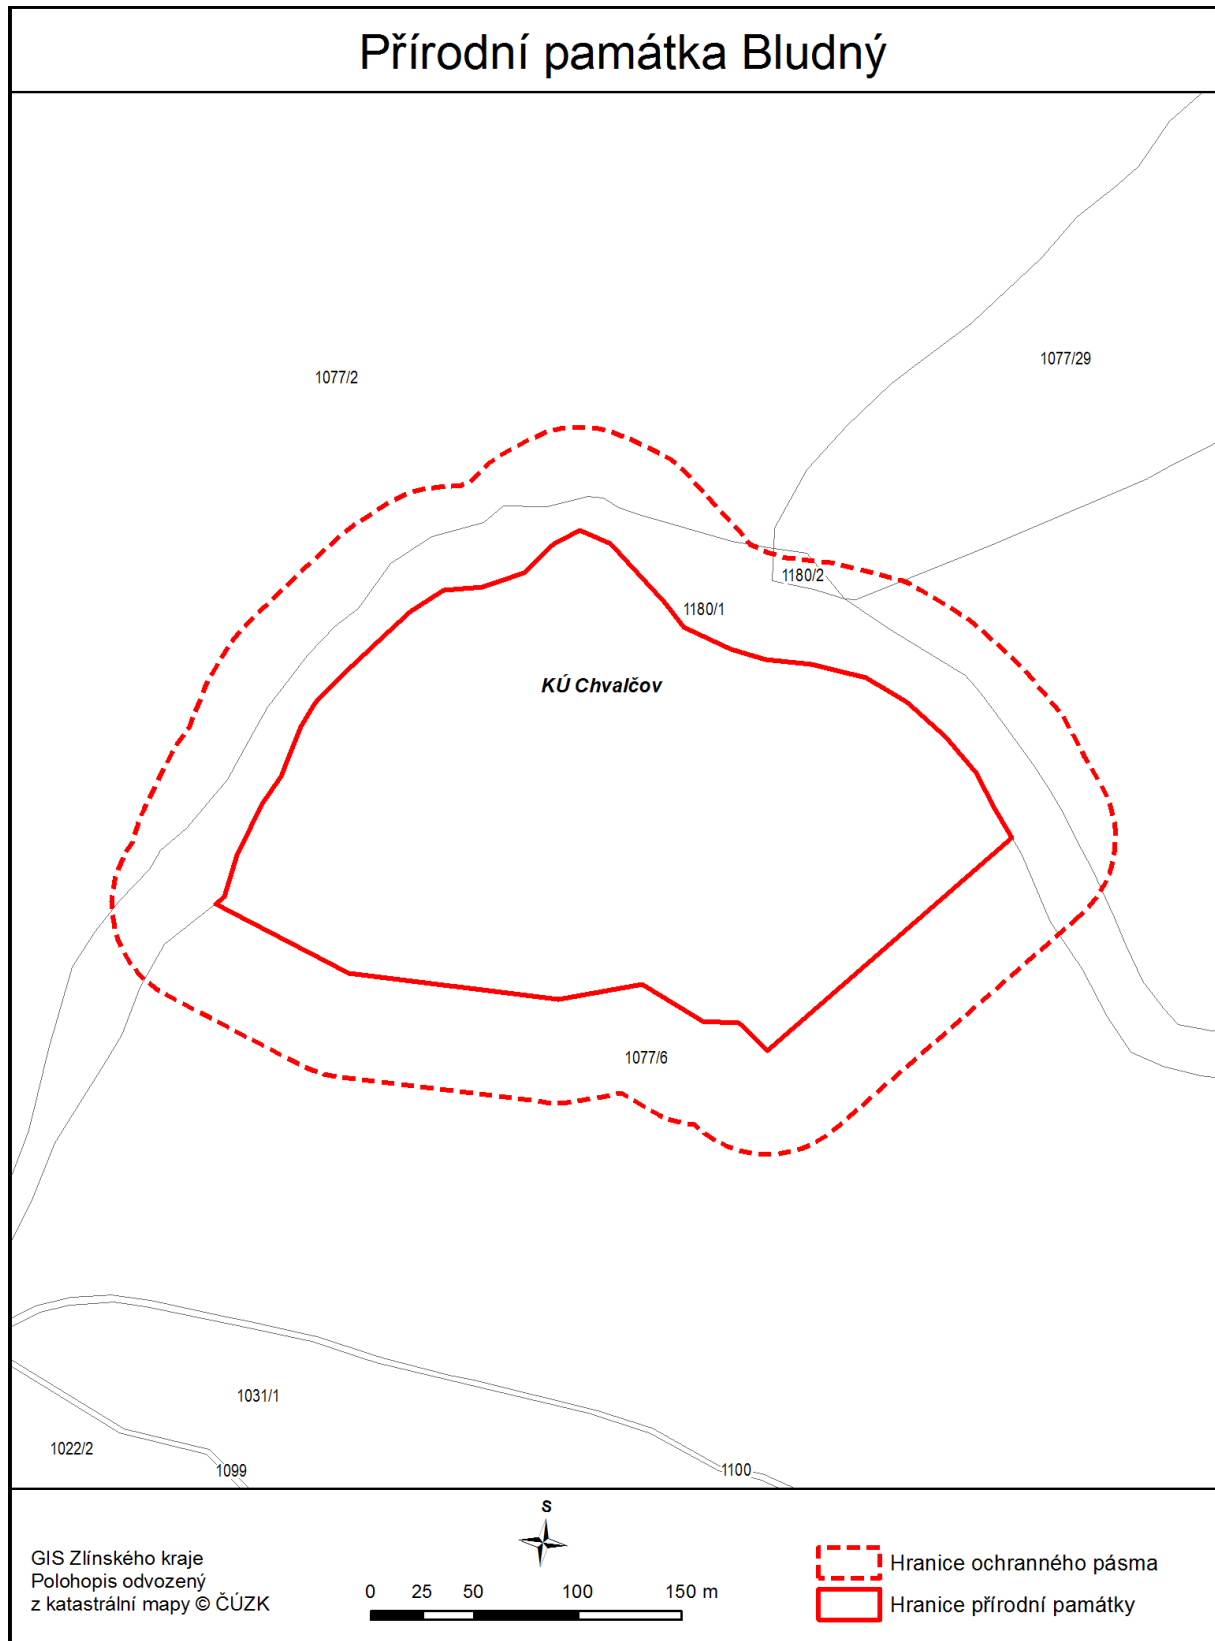 Přírodní památka Bludný
1077/29
1077/2
1180/2
1180/1
KÚ Chvalčov
1077/6
1031/1
1022/2
1099
1100
S
GIS Zlínského kraje
Polohopis odvozený
z katastrální mapy © ČÚZK
0 25 50 100 150 m
Hranice ochranného pásma
Hranice přírodní památky